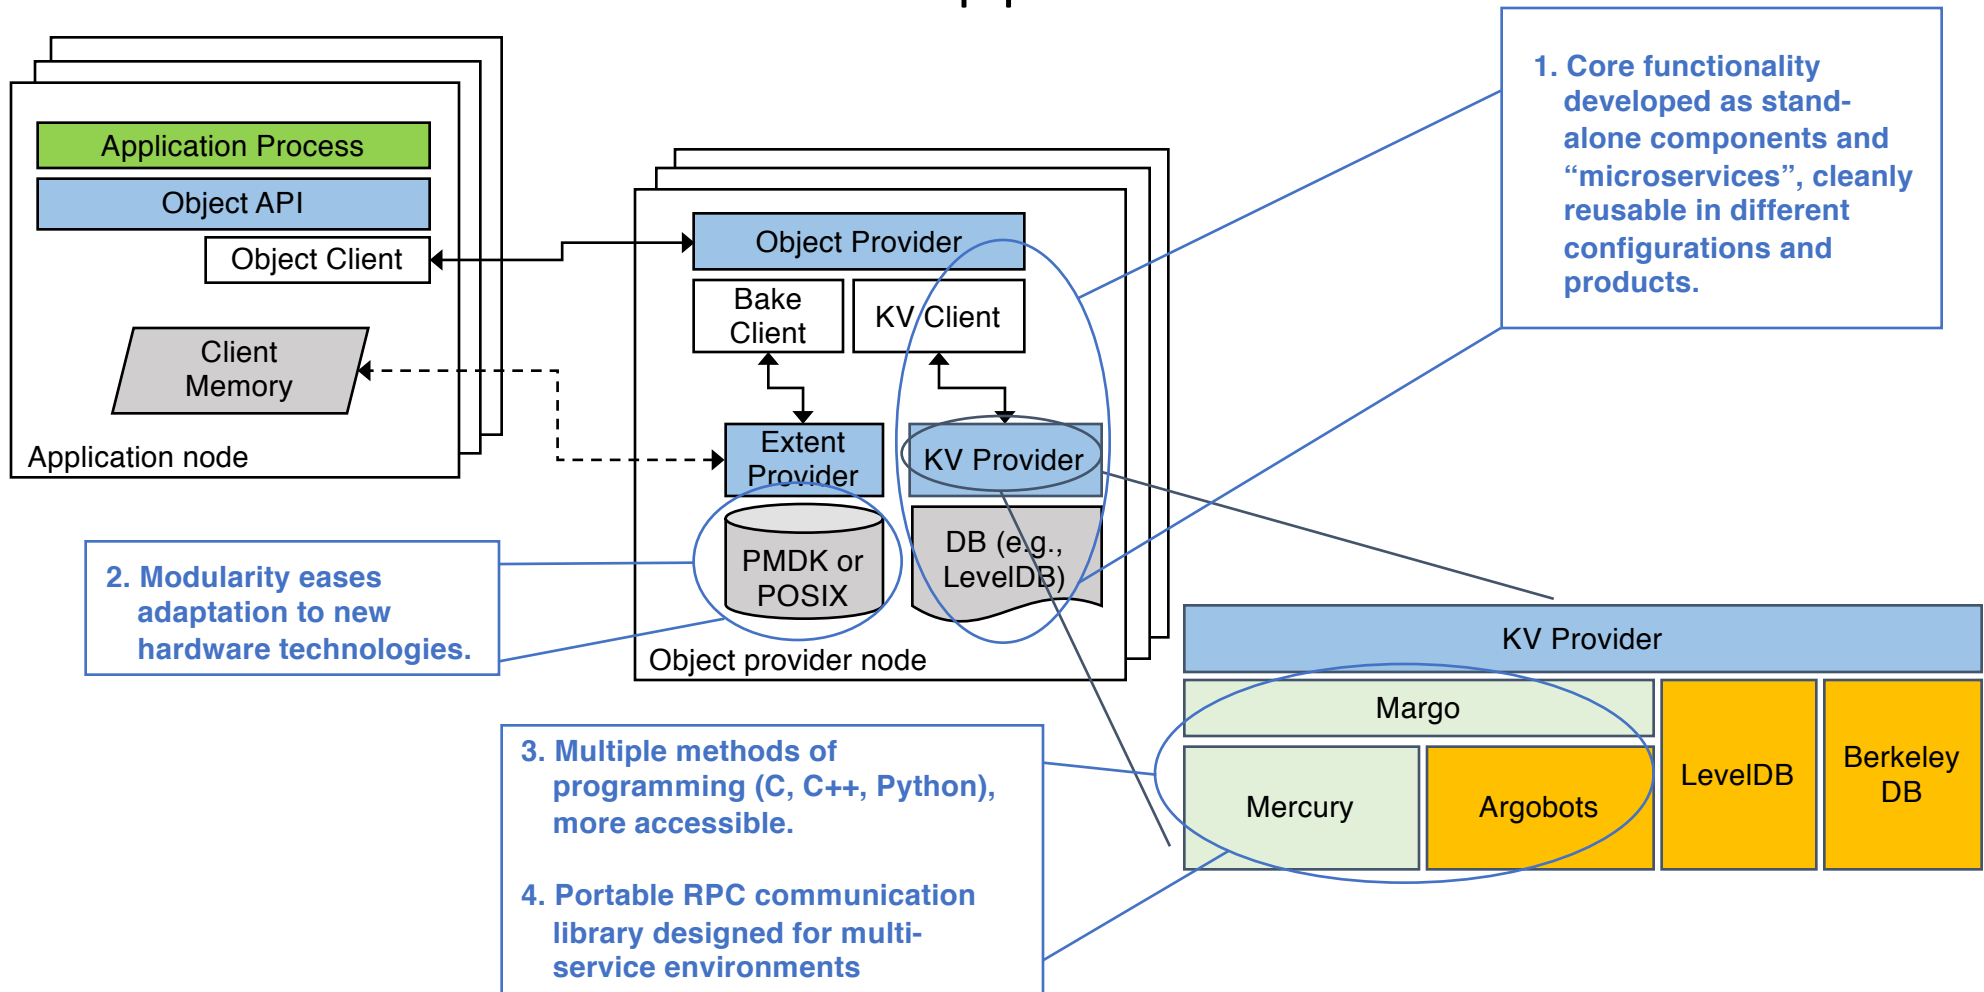 Application Process
Object API
Object Client
Client
Memory
Application node
Object Provider
Bake
Client
KV Client
Extent
Provider
KV Provider
PMDK or
POSIX
DB (e.g.,
LevelDB)
Object provider node
1. Core functionality
developed as stand-
alone components and
“microservices”, cleanly
reusable in different
configurations and
products.
2. Modularity eases
adaptation to new
hardware technologies.
3. Multiple methods of
programming (C, C++, Python),
more accessible.
4. Portable RPC communication
library designed for multi-
service environments
KV Provider
Margo
Mercury
Argobots
LevelDB
Berkeley
DB